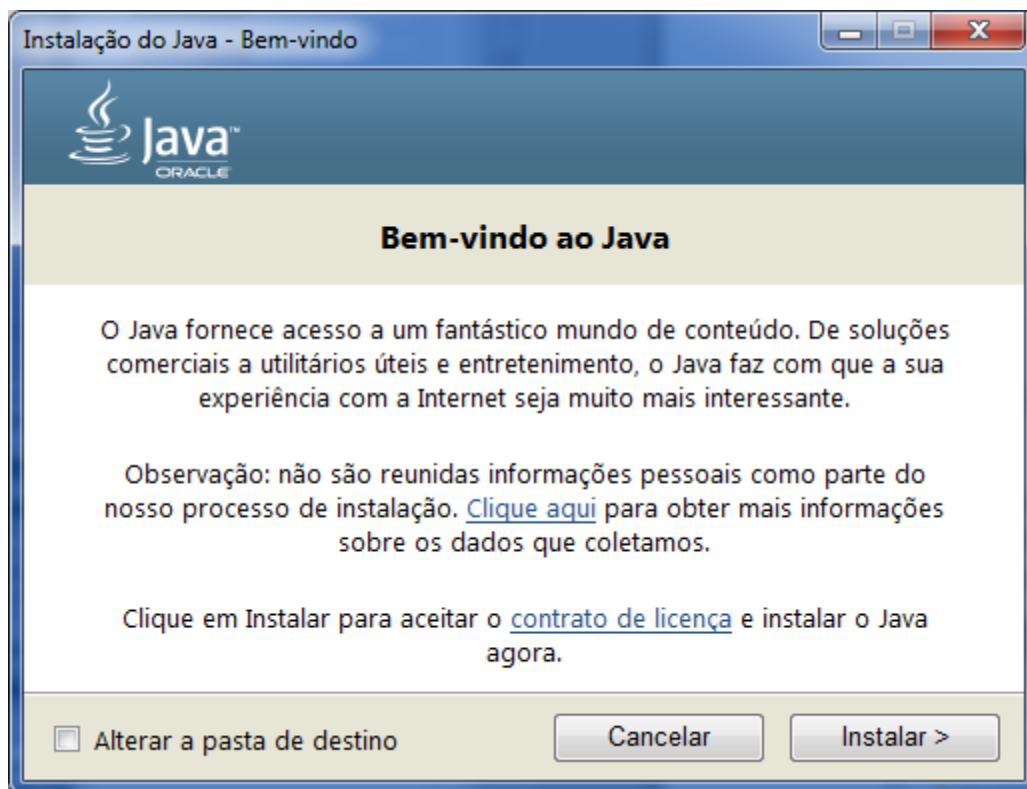 Instalação do Java - Bem-vindo
Java™
ORACLE
Bem-vindo ao Java
O Java fornece acesso a um fantástico mundo de conteúdo. De soluções
comerciais a utilitários úteis e entretenimento, o Java faz com que a sua
experiência com a Internet seja muito mais interessante.
Observação: não são reunidas informações pessoais como parte do
nosso processo de instalação. Clique aqui para obter mais informações
sobre os dados que coletamos.
Clique em Instalar para aceitar o contrato de licença e instalar o Java
agora.
Alterar a pasta de destino Cancelar Instalar >